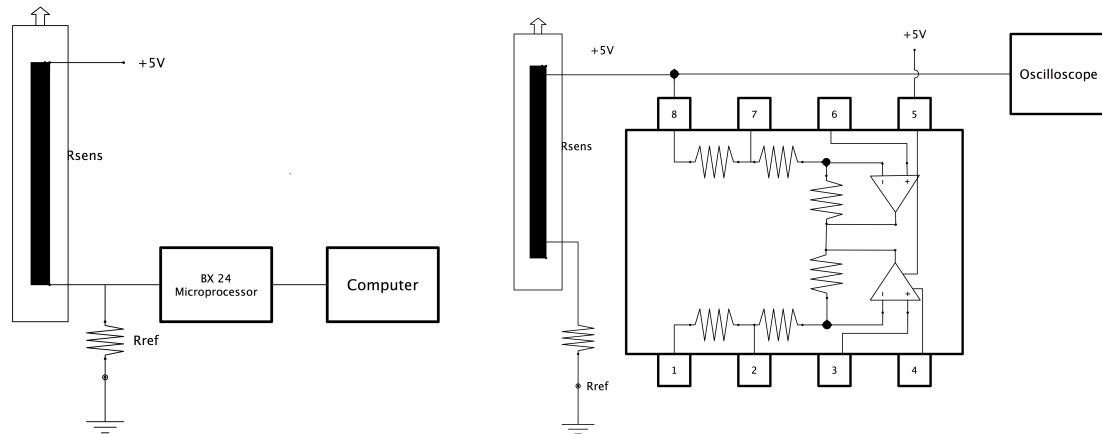 +5V
Rsens
BX 24
Microprocessor
Computer
Rref
+5V
+5V
Oscilloscope
8
7
6
5
Rsens
-
+
-
+
1
2
3
4
Rref